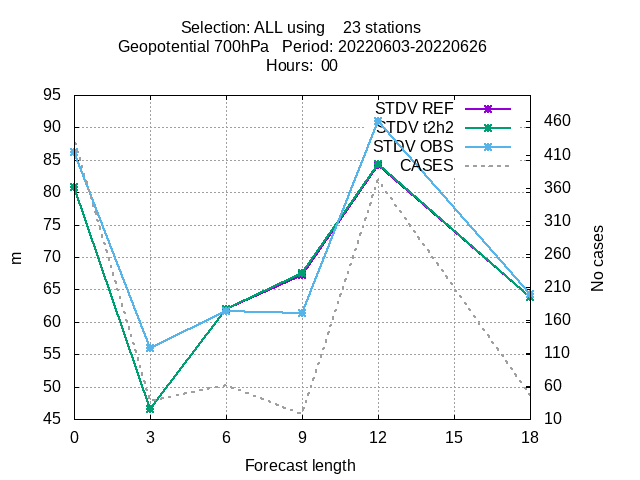 Selection: ALL using    23 stations
Geopotential 700hPa   Period: 20220603-20220626
Hours:  00
STDV REF
STDV t2h2
STDV OBS
CASES
95
90
85
80
75
70
65
60
55
50
45
m
460
410
360
310
260
210
160
110
60
10
No cases
0 3 6 9 12 15 18
Forecast length